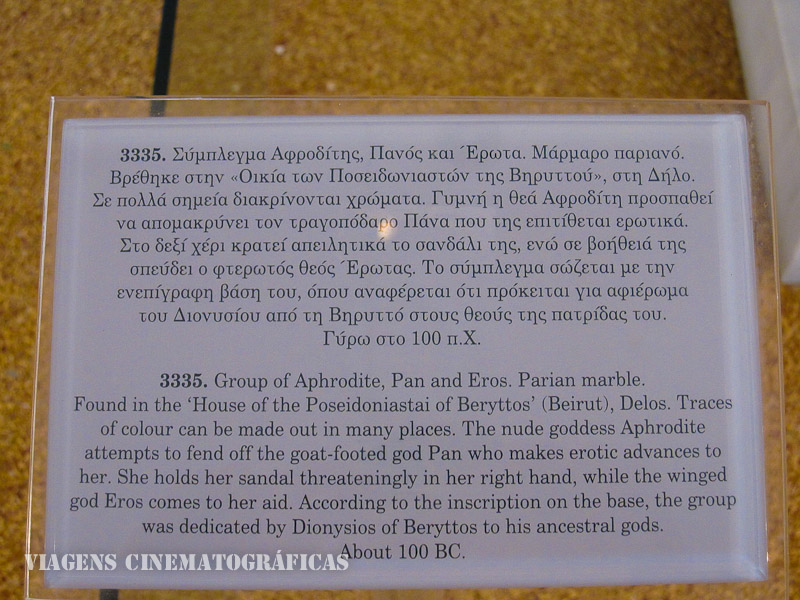 3335. Σύμπλεγμα Αφροδίτης, Πανός και ´Ερωτα. Μάρμαρο παριανό.
Βρέθηκε στην «Οικία των Ποσειδωνιαστών της Βηρυττού», στη Δήλο.
Σε πολλά σημεία διακρίνονται χρώματα. Γυμνή η θεά Αφροδίτη προσπαθεί
να απομακρύνει τον τραγοπόδαρο Πάνα που της επιτίθεται ερωτικά.
Στο δεξί χέρι κρατεί απειλητικά το σανδάλι της, ενώ σε βοήθειά της
σπεύδει ο φτερωτός θεός ´Ερωτας. Το σύμπλεγμα σώζεται με την
ενεπίγραφη βάση του, όπου αναφέρεται ότι πρόκειται για αφιέρωμα
του Διονυσίου από τη Βηρυττό στους θεούς της πατρίδας του.
Γύρω στο 100 π.Χ.
3335. Group of Aphrodite, Pan and Eros. Parian marble.
Found in the ‘House of the Poseidoniastai of Beryttos’ (Beirut), Delos. Traces
of colour can be made out in many places. The nude goddess Aphrodite
attempts to fend off the goat-footed god Pan who makes erotic advances to
her. She holds her sandal threateningly in her right hand, while the winged
god Eros comes to her aid. According to the inscription on the base, the group
was dedicated by Dionysios of Beryttos to his ancestral gods.
About 100 BC.
VIAGENS CINEMATOGRÁFICAS